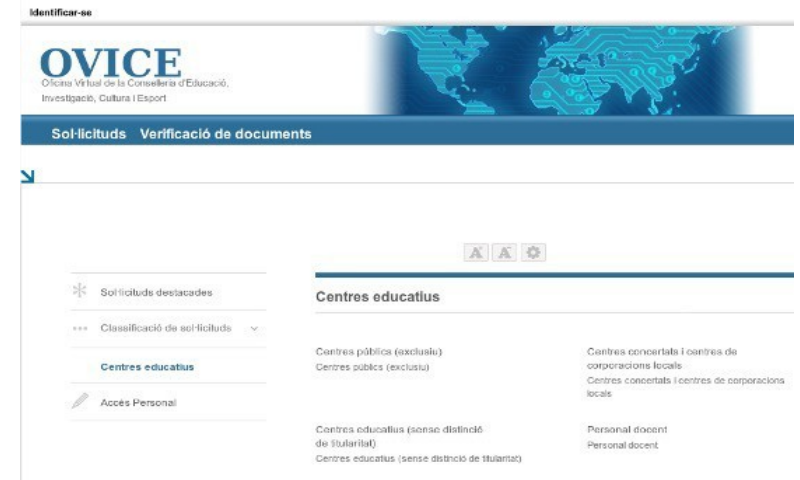 Identificar-se
OVICE
Oficina Virtual de la Conselleria d'Educació,
Investigació, Cultura i Esport
Sol·licituds Verificació de documents
A A
Sol·licituds destacades
Classificació de sol·licituds
Centres educatius
Accés Personal
Centres educatius
Centres públics (exclusiu)
Centres públics (exclusiu)
Centres concertats i centres de
corporacions locals
Centres concertats i centres de corporacions
locals
Centres educatius (sense distinció
de titularitat)
Centres educatius (sense distinció de titularitat)
Personal docent
Personal docent